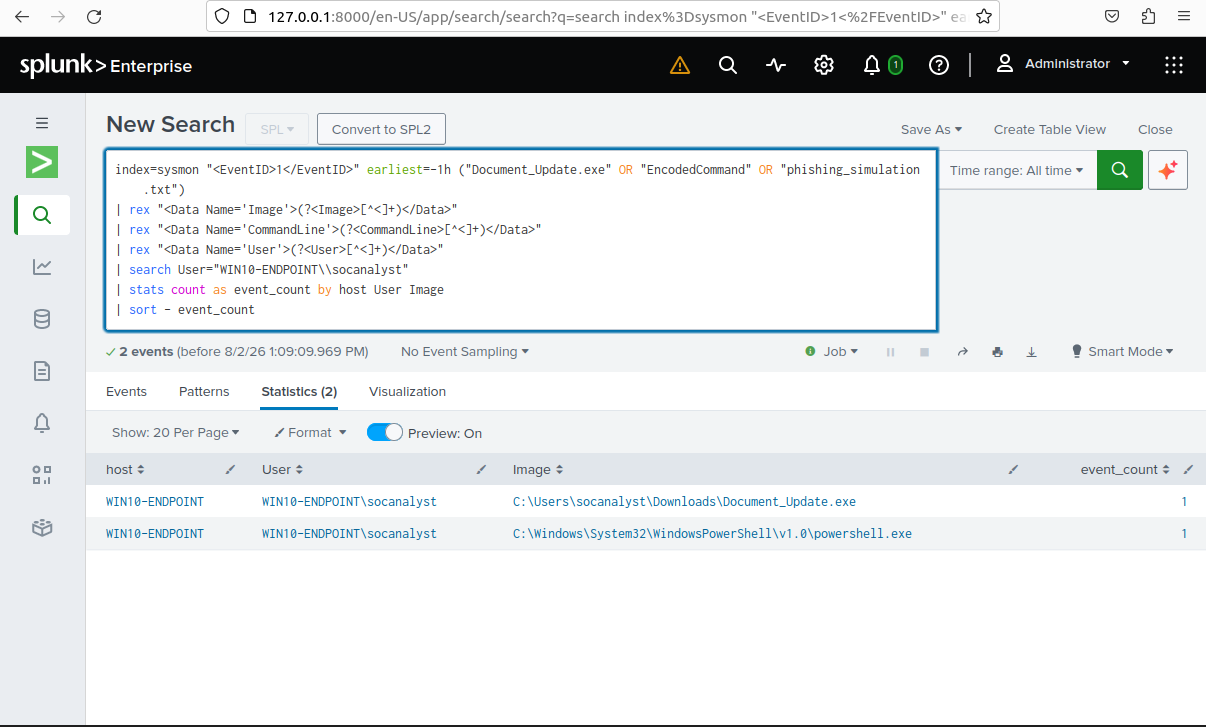 127.0.0.1:8000/en-US/app/search/search?q=search index%3Dsysmon "<EventID>1<%2FEventID>" ea
splunk> Enterprise
1
Administrator
New Search
SPL
Convert to SPL2
Save As
Create Table View
Close
index=sysmon "<EventID>1</EventID>" earliest=-1h ("Document_Update.exe" OR "EncodedCommand" OR "phishing_simulation
.txt")
| rex "<Data Name='Image'>(?<Image>[^<]+)</Data>"
| rex "<Data Name='CommandLine'>(?<CommandLine>[^<]+)</Data>"
| rex "<Data Name='User'>(?<User>[^<]+)</Data>"
| search User="WIN10-ENDPOINT\\socanalyst"
| stats count as event_count by host User Image
| sort - event_count
Time range: All time
2 events (before 8/2/26 1:09:09.969 PM)
No Event Sampling
Job
Smart Mode
Events
Patterns
Statistics (2)
Visualization
Show: 20 Per Page
Format
Preview: On
host User Image event_count
WIN10-ENDPOINT WIN10-ENDPOINT\socanalyst C:\Users\socanalyst\Downloads\Document_Update.exe 1
WIN10-ENDPOINT WIN10-ENDPOINT\socanalyst C:\Windows\System32\WindowsPowerShell\v1.0\powershell.exe 1